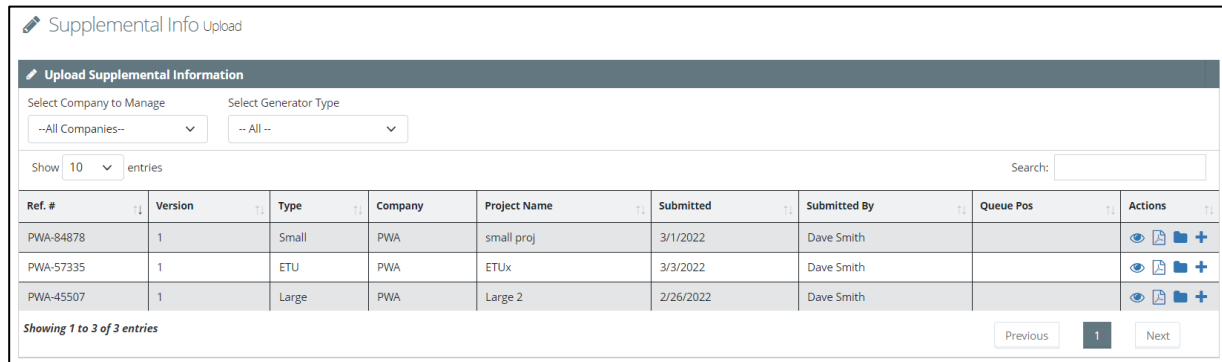 Supplemental Info Upload
Upload Supplemental Information
Select Company to Manage Select Generator Type
--All Companies-- -- All --
Show 10 entries Search:
Ref. # Version Type Company Project Name Submitted Submitted By Queue Pos Actions
PWA-84878 1 Small PWA small proj 3/1/2022 Dave Smith
PWA-57335 1 ETU PWA ETUx 3/3/2022 Dave Smith
PWA-45507 1 Large PWA Large 2 2/26/2022 Dave Smith
Showing 1 to 3 of 3 entries Previous 1 Next